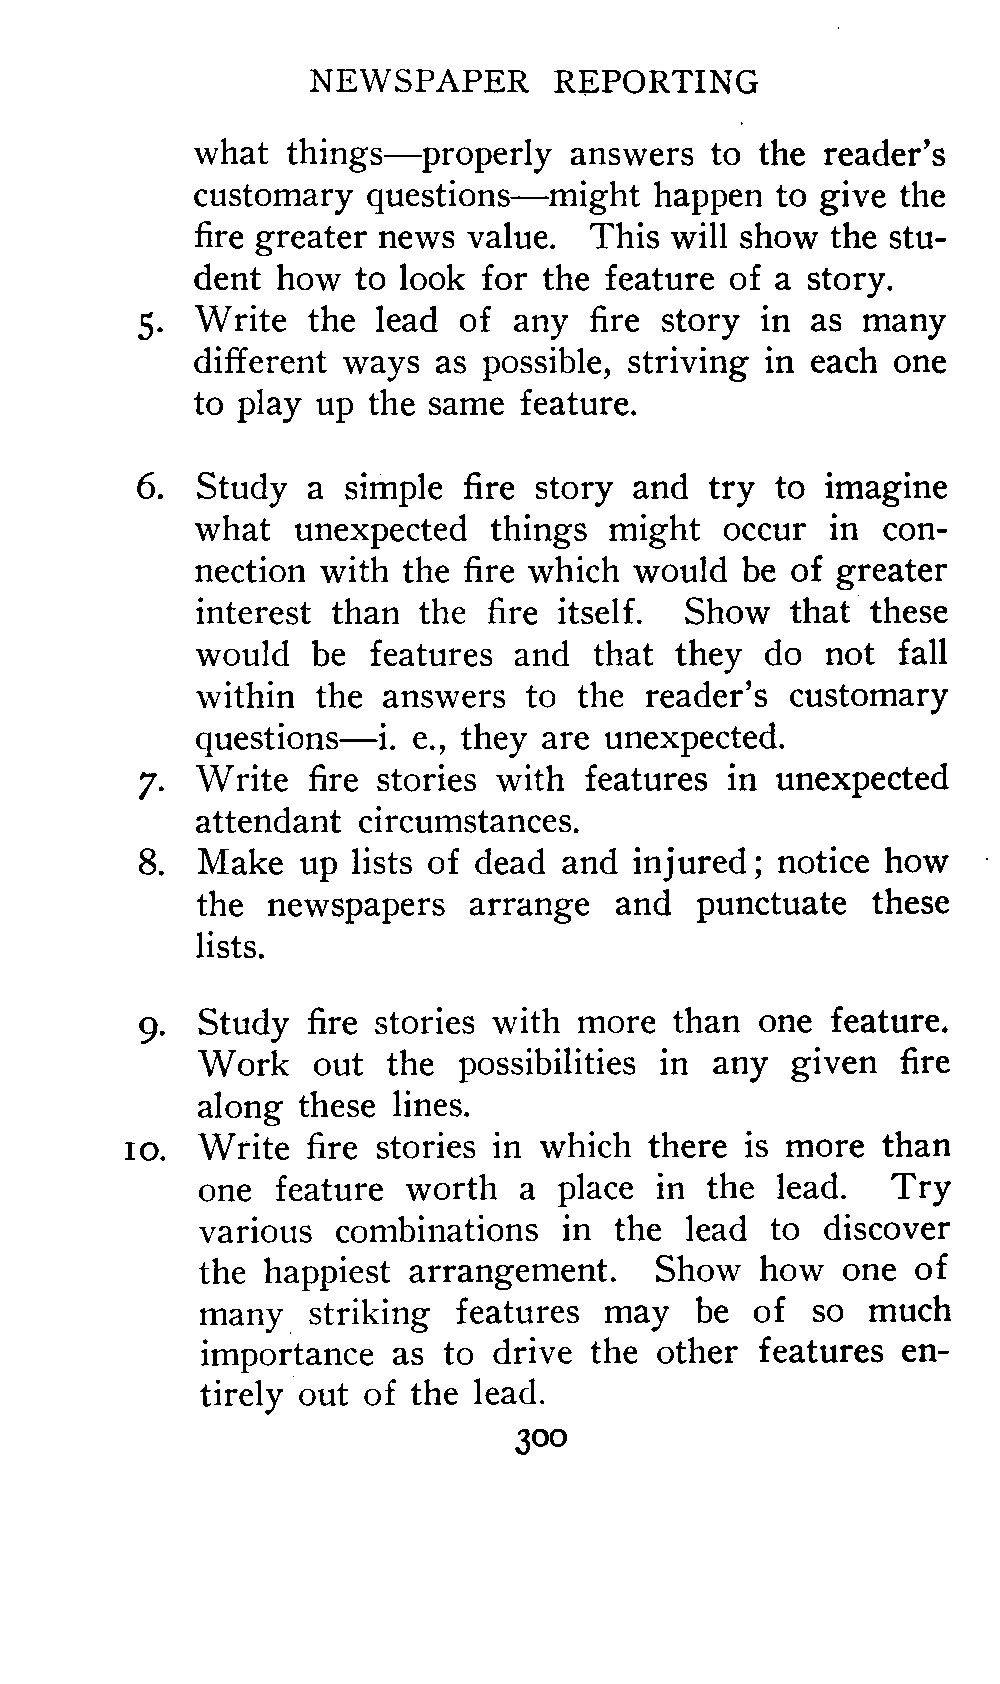 NEWSPAPER REPORTING
what things—properly answers to the reader's
customary questions—might happen to give the
fire greater news value. This will show the stu-
dent how to look for the feature of a story.
5. Write the lead of any fire story in as many
different ways as possible, striving in each one
to play up the same feature.
6. Study a simple fire story and try to imagine
what unexpected things might occur in con-
nection with the fire which would be of greater
interest than the fire itself. Show that these
would be features and that they do not fall
within the answers to the reader's customary
questions—i. e., they are unexpected.
7. Write fire stories with features in unexpected
attendant circumstances.
8. Make up lists of dead and injured; notice how
the newspapers arrange and punctuate these
lists.
9. Study fire stories with more than one feature.
Work out the possibilities in any given fire
along these lines.
10. Write fire stories in which there is more than
one feature worth a place in the lead. Try
various combinations in the lead to discover
the happiest arrangement. Show how one of
many striking features may be of so much
importance as to drive the other features en-
tirely out of the lead.
300